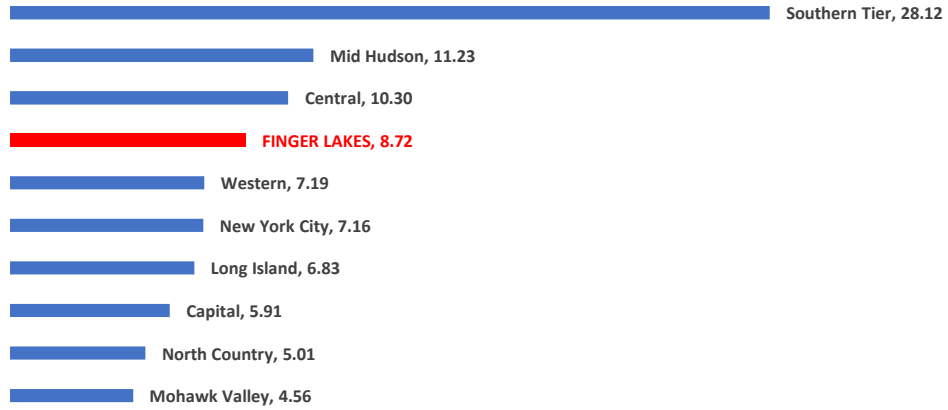 Southern Tier, 28.12
Mid Hudson, 11.23
Central, 10.30
FINGER LAKES, 8.72
Western, 7.19
New York City, 7.16
Long Island, 6.83
Capital, 5.91
North Country, 5.01
Mohawk Valley, 4.56